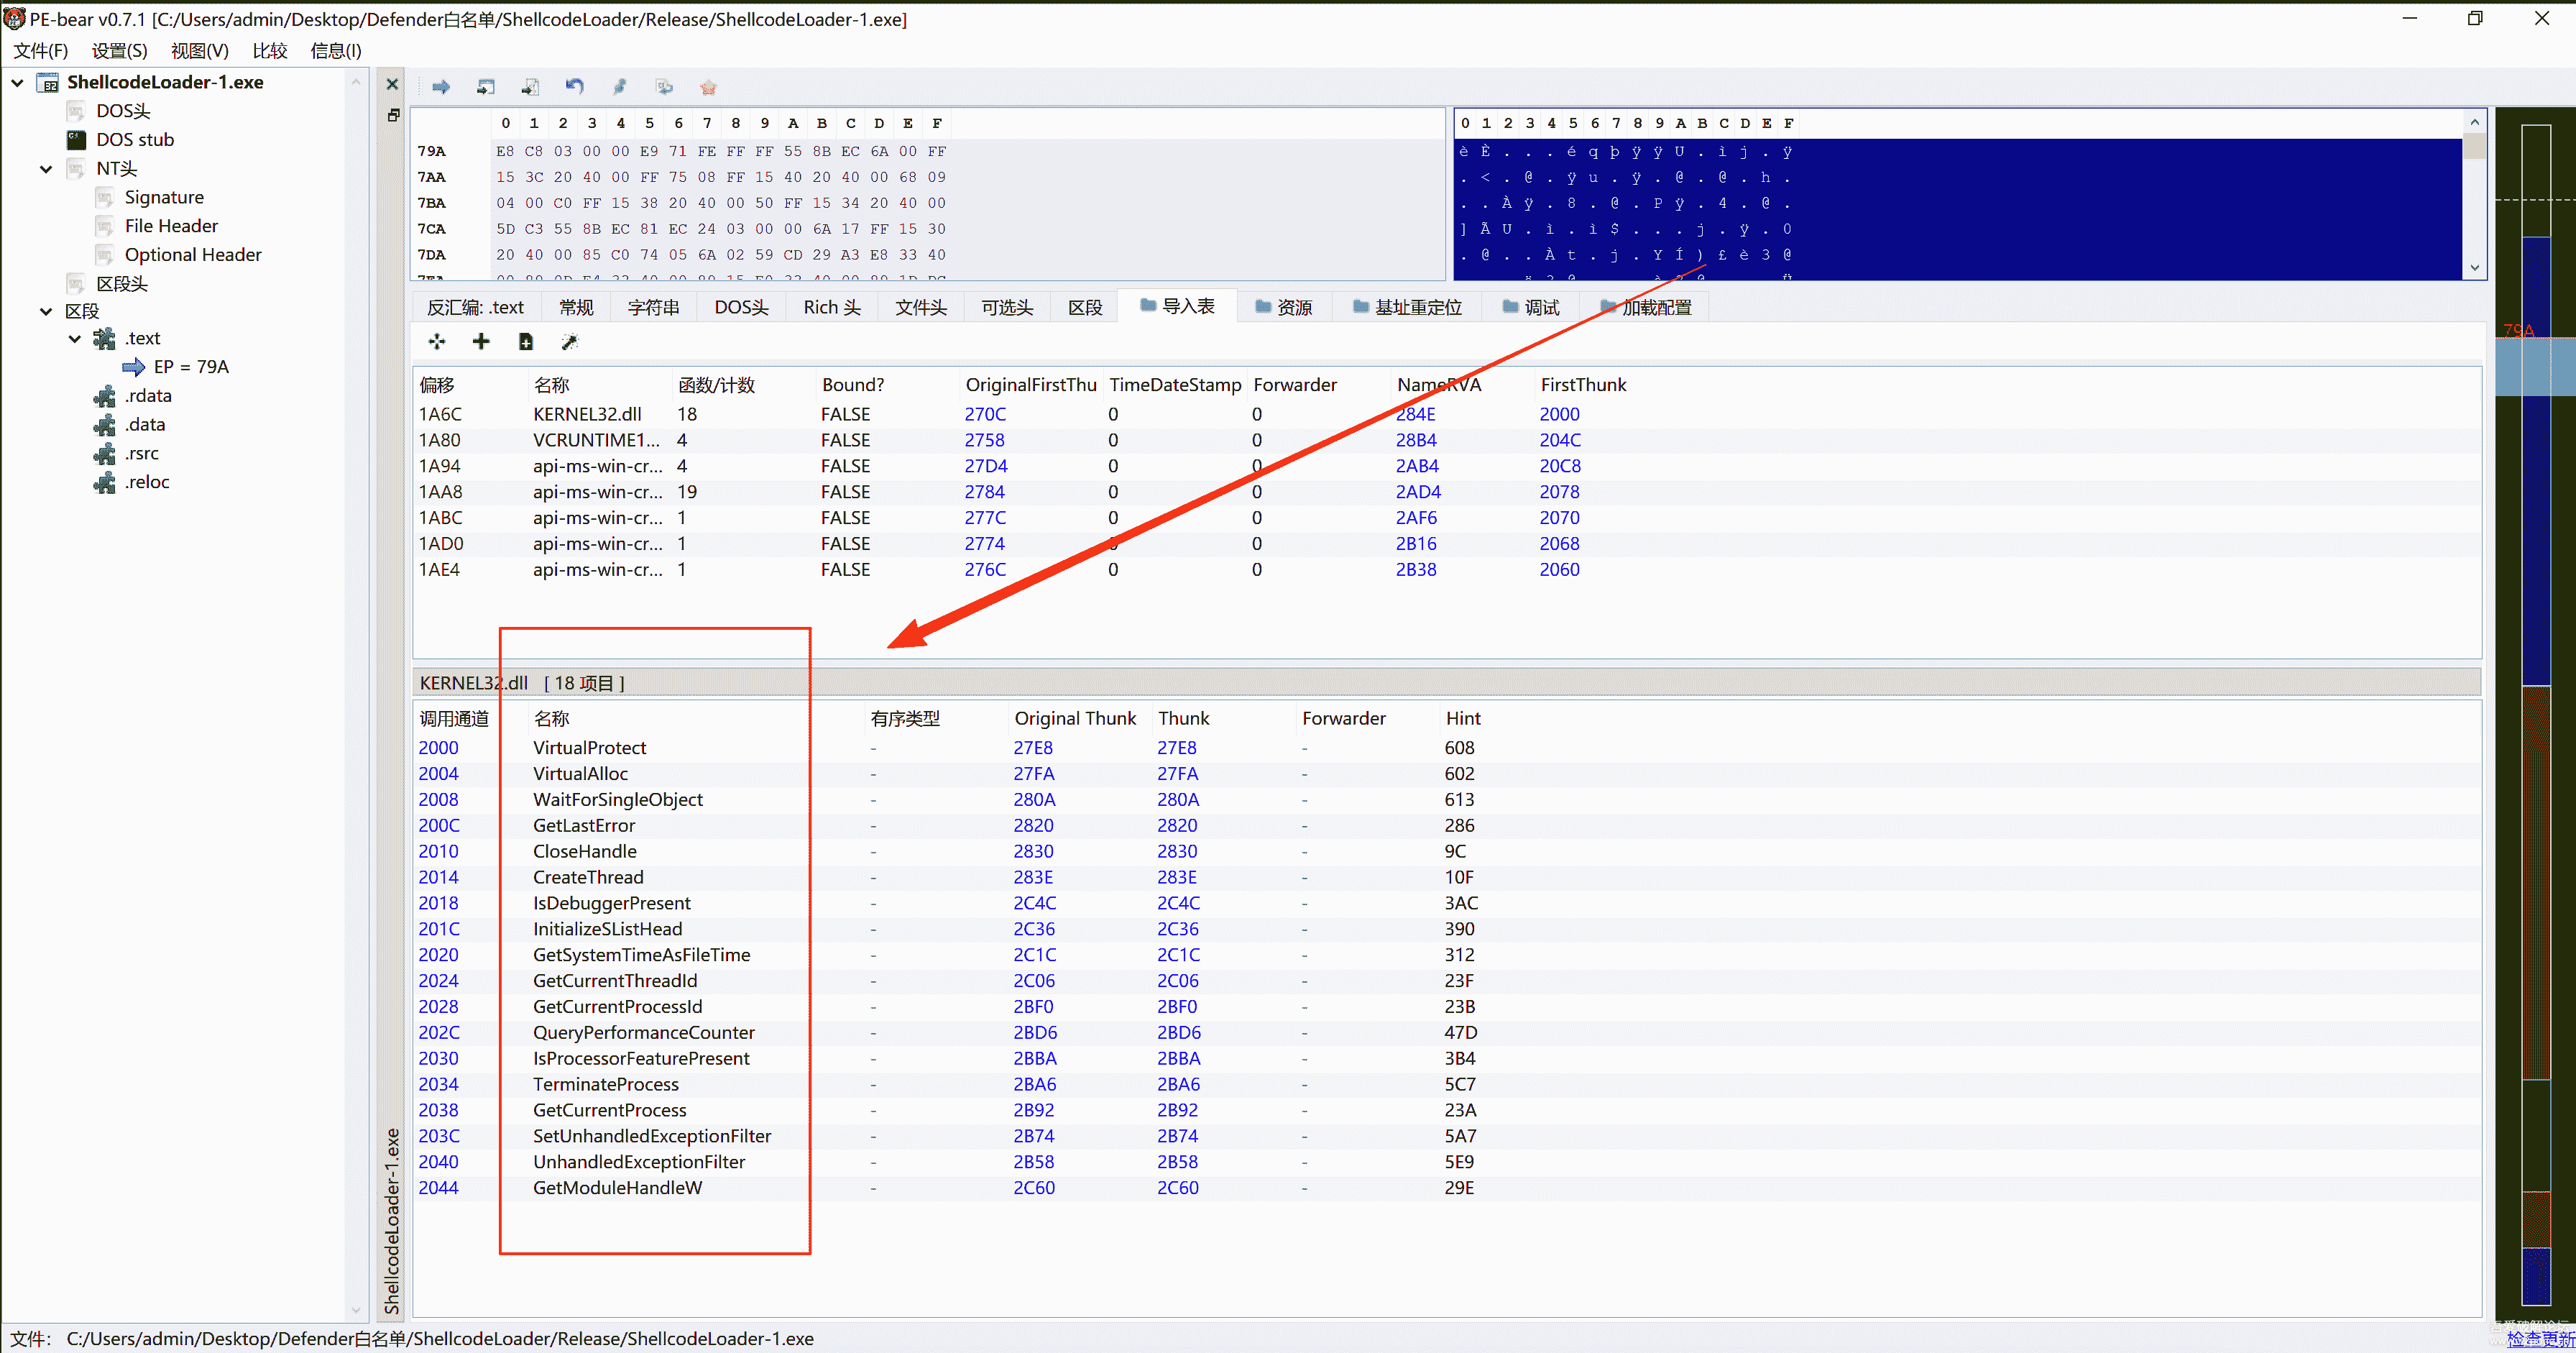 PE-bear v0.7.1 [C:/Users/admin/Desktop/Defender白名单/ShellcodeLoader/Release/ShellcodeLoader-1.exe]
文件(F) 设置(S) 视图(V) 比较 信息(I)
ShellcodeLoader-1.exe
DOS头
DOS stub
NT头
Signature
File Header
Optional Header
区段头
区段
.text
EP = 79A
.rdata
.data
.rsrc
.reloc
ShellcodeLoader-1.exe
0 1 2 3 4 5 6 7 8 9 A B C D E F
79A E8 C8 03 00 00 E9 71 FE FF FF 55 8B EC 6A 00 FF
7AA 15 3C 20 40 00 FF 75 08 FF 15 40 20 40 00 68 09
7BA 04 00 C0 FF 15 38 20 40 00 50 FF 15 34 20 40 00
7CA 5D C3 55 8B EC 81 EC 24 03 00 00 6A 17 FF 15 30
7DA 20 40 00 85 C0 74 05 6A 02 59 CD 29 A3 E8 33 40
0 1 2 3 4 5 6 7 8 9 A B C D E F
è È . . . é q þ ÿ ÿ U . ì j . ÿ
. < . @ . ÿ u . ÿ . @ . @ . h .
. . À ÿ . 8 . @ . P ÿ . 4 . @ .
] Ã U . ì . ì $ . . . j . ÿ . 0
. @ . . À t . j . Y Í ) £ è 3 @
反汇编: .text 常规 字符串 DOS头 Rich 头 文件头 可选头 区段 导入表 资源 基址重定位 调试 加载配置
79A
偏移 名称 函数/计数 Bound? OriginalFirstThu TimeDateStamp Forwarder NameRVA FirstThunk
1A6C KERNEL32.dll 18 FALSE 270C 0 0 284E 2000
1A80 VCRUNTIME1... 4 FALSE 2758 0 0 28B4 204C
1A94 api-ms-win-cr... 4 FALSE 27D4 0 0 2AB4 20C8
1AA8 api-ms-win-cr... 19 FALSE 2784 0 0 2AD4 2078
1ABC api-ms-win-cr... 1 FALSE 277C 0 0 2AF6 2070
1AD0 api-ms-win-cr... 1 FALSE 2774 0 0 2B16 2068
1AE4 api-ms-win-cr... 1 FALSE 276C 0 0 2B38 2060
KERNEL32.dll [ 18 项目 ]
调用通道 名称 有序类型 Original Thunk Thunk Forwarder Hint
2000 VirtualProtect - 27E8 27E8 - 608
2004 VirtualAlloc - 27FA 27FA - 602
2008 WaitForSingleObject - 280A 280A - 613
200C GetLastError - 2820 2820 - 286
2010 CloseHandle - 2830 2830 - 9C
2014 CreateThread - 283E 283E - 10F
2018 IsDebuggerPresent - 2C4C 2C4C - 3AC
201C InitializeSListHead - 2C36 2C36 - 390
2020 GetSystemTimeAsFileTime - 2C1C 2C1C - 312
2024 GetCurrentThreadId - 2C06 2C06 - 23F
2028 GetCurrentProcessId - 2BF0 2BF0 - 23B
202C QueryPerformanceCounter - 2BD6 2BD6 - 47D
2030 IsProcessorFeaturePresent - 2BBA 2BBA - 3B4
2034 TerminateProcess - 2BA6 2BA6 - 5C7
2038 GetCurrentProcess - 2B92 2B92 - 23A
203C SetUnhandledExceptionFilter - 2B74 2B74 - 5A7
2040 UnhandledExceptionFilter - 2B58 2B58 - 5E9
2044 GetModuleHandleW - 2C60 2C60 - 29E
文件: C:/Users/admin/Desktop/Defender白名单/ShellcodeLoader/Release/ShellcodeLoader-1.exe
检查更新